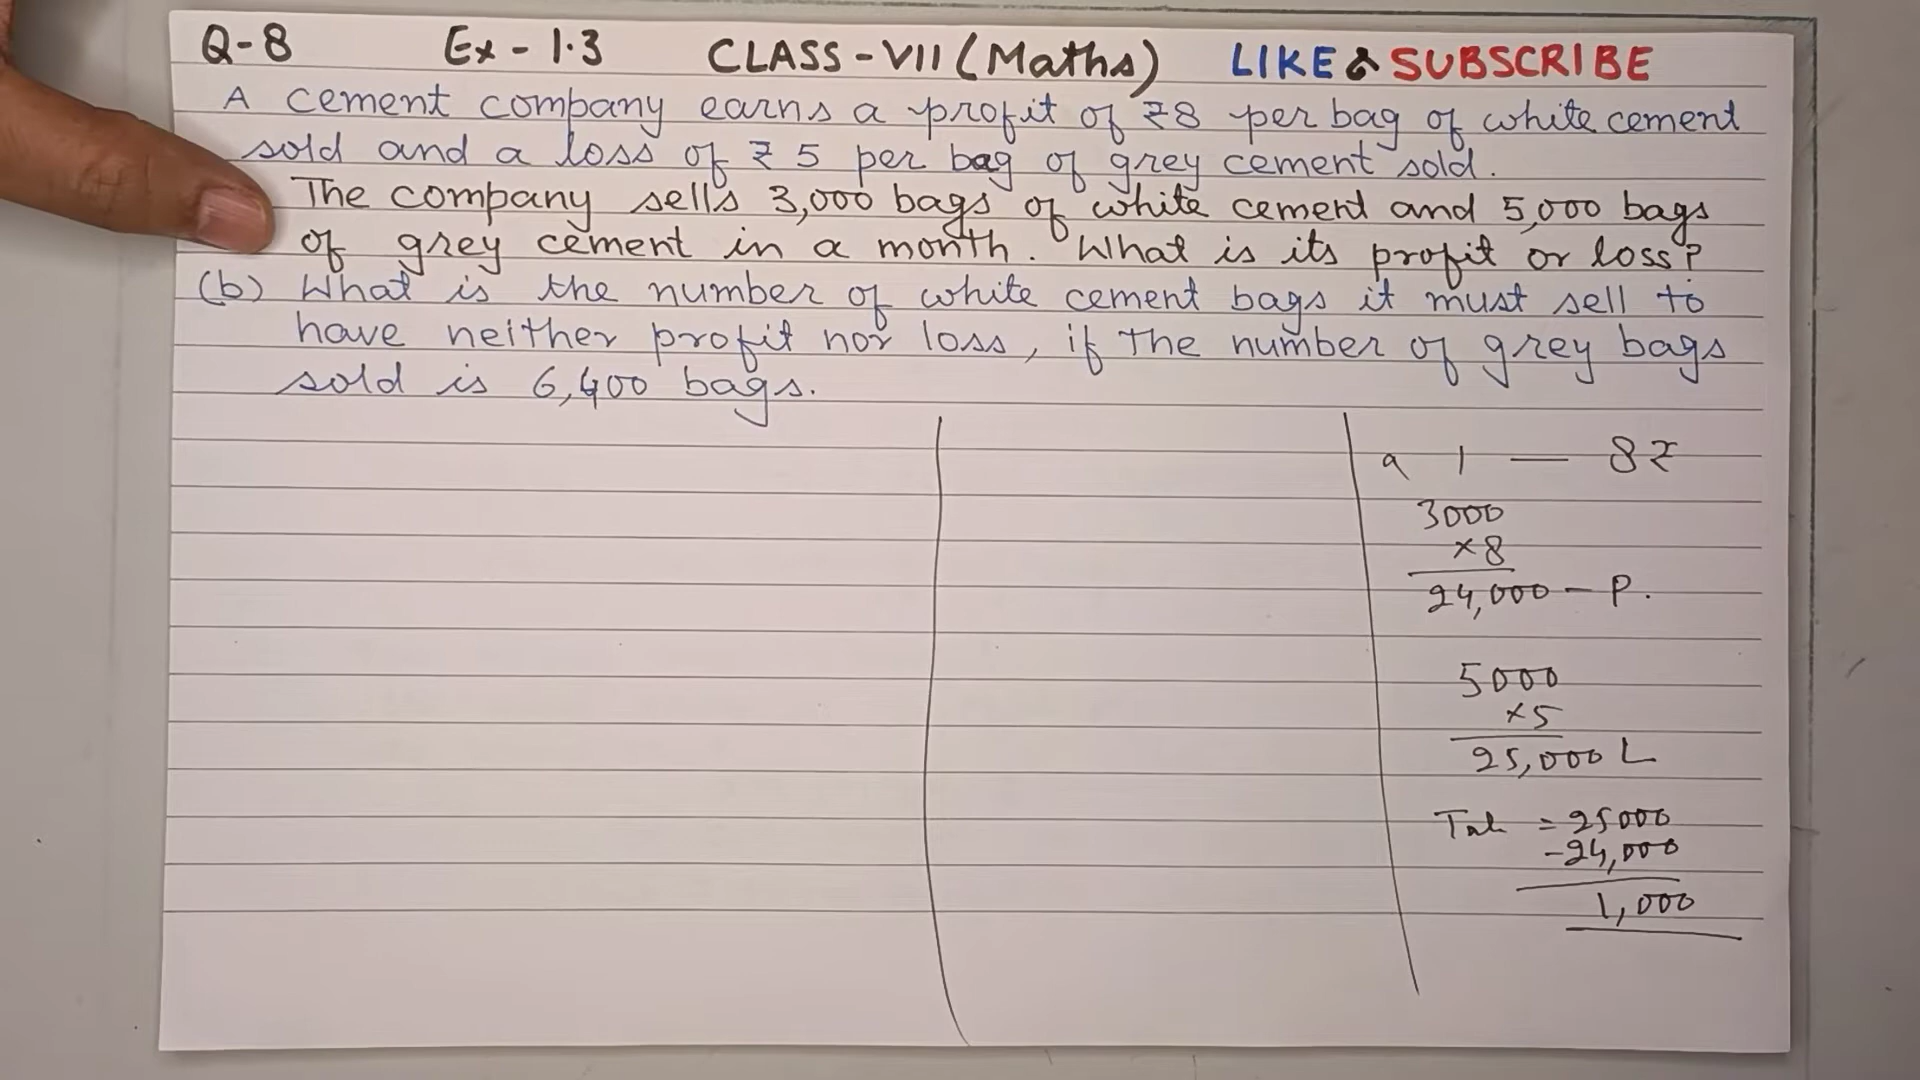 Q-8 Ex-1.3 CLASS-VII (Maths) LIKE & SUBSCRIBE
A cement company earns a profit of ₹8 per bag of white cement
sold and a loss of ₹5 per bag of grey cement sold.
The company sells 3,000 bags of white cement and 5,000 bags
of grey cement in a month. What is its profit or loss?
(b) What is the number of white cement bags it must sell to
have neither profit nor loss, if the number of grey bags
sold is 6,400 bags.
a 1 — 8₹
3000
×8
24,000 - P.
5000
×5
25,000 L
= 25000
-24,000
1,000